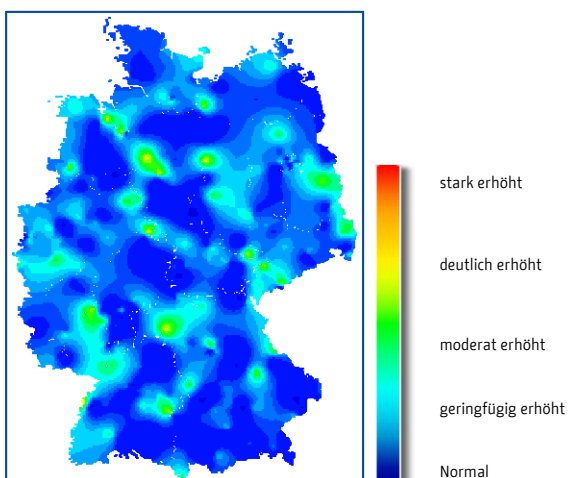 stark erhöht
deutlich erhöht
moderat erhöht
geringfügig erhöht
Normal